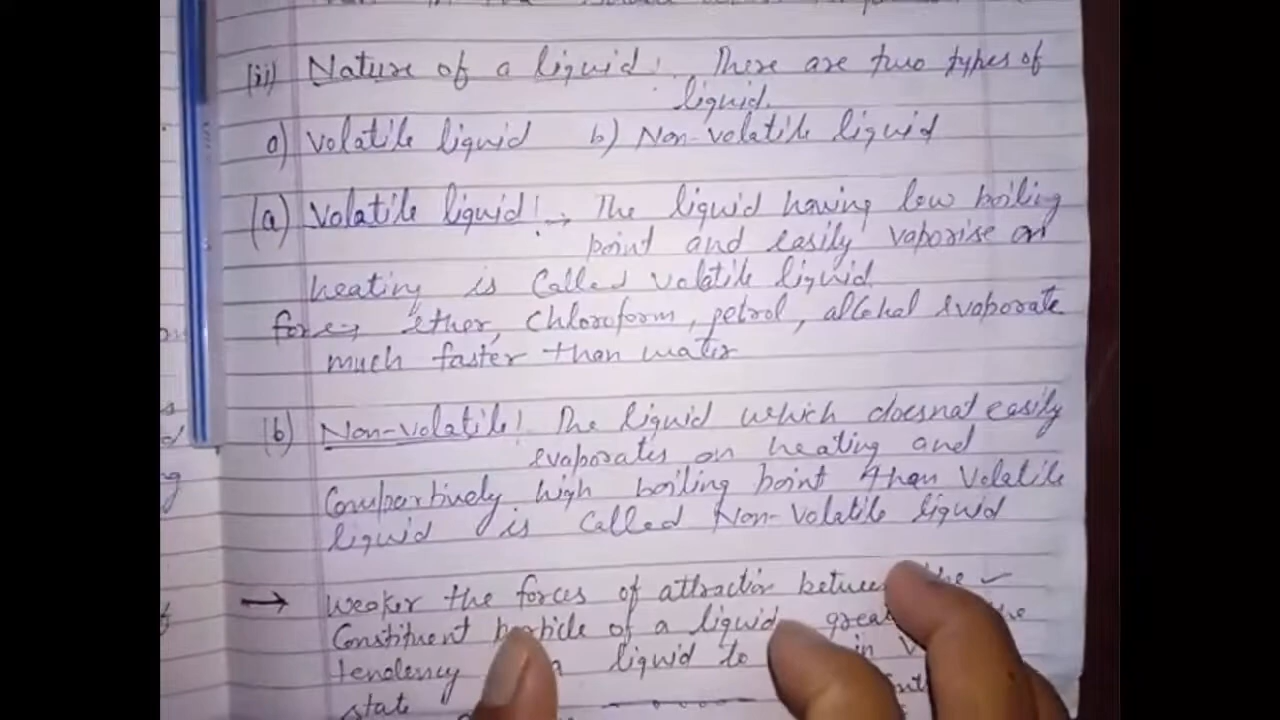 (ii) Nature of a liquid! There are two types of
liquid.
a) Volatile liquid b) Non-volatile liquid
(a) Volatile liquid! → The liquid having low boiling
point and easily vaporise on
heating is called volatile liquid
for eg, ether, chloroform, petrol, alcohal evaporate
much faster than water
(b) Non-volatile! The liquid which doesnot easily
evaporates on heating and
Compartively high boiling point than Volatile
liquid is called Non-Volatile liquid
→ Weaker the forces of attraction between the
Constituent particle of a liquid, the
tendency liquid to in
state